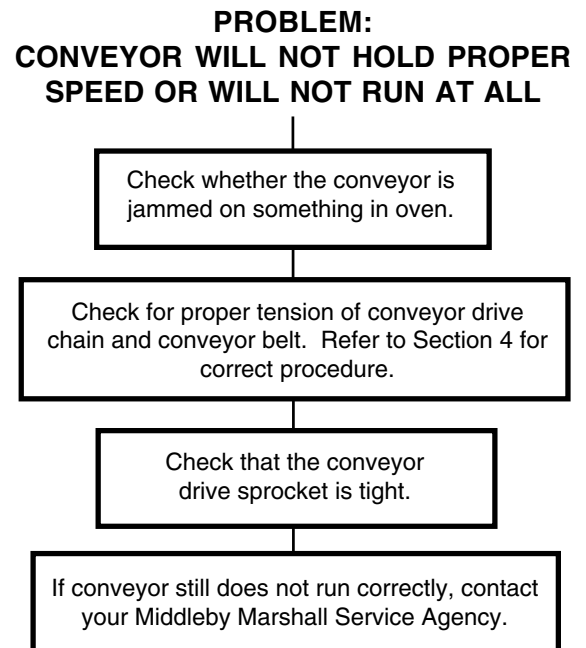 PROBLEM:
CONVEYOR WILL NOT HOLD PROPER
SPEED OR WILL NOT RUN AT ALL
Check whether the conveyor is
jammed on something in oven.
Check for proper tension of conveyor drive
chain and conveyor belt.  Refer to Section 4 for
correct procedure.
Check that the conveyor
drive sprocket is tight.
If conveyor still does not run correctly, contact
your Middleby Marshall Service Agency.